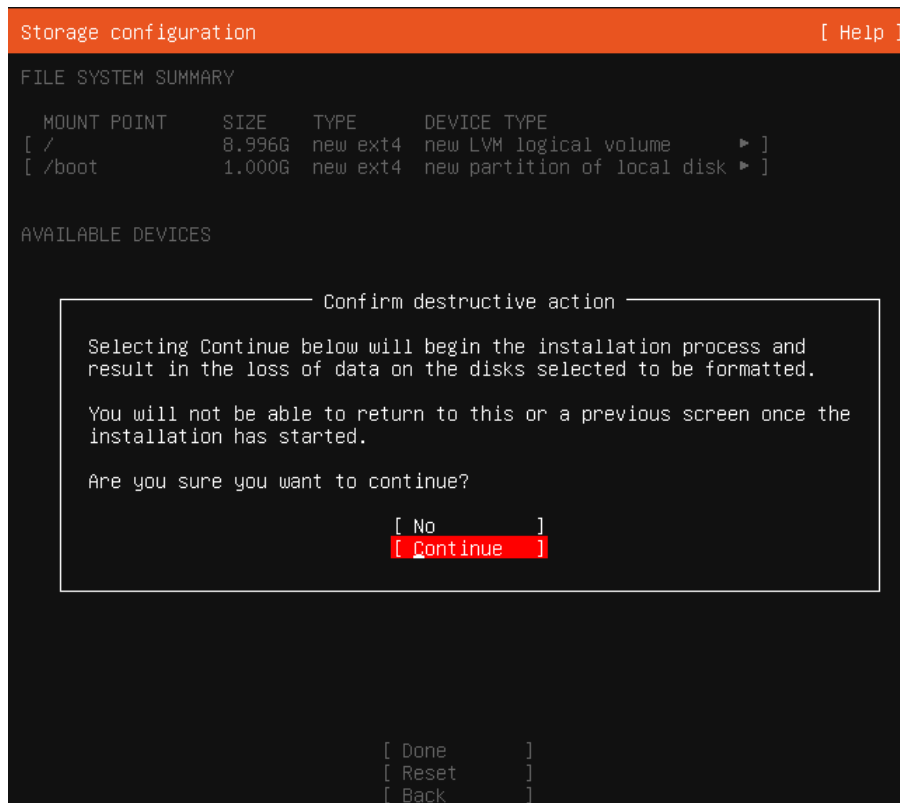 Storage configuration [ Help ]
FILE SYSTEM SUMMARY
MOUNT POINT SIZE TYPE DEVICE TYPE
[ / 8.996G new ext4 new LVM logical volume ▸ ]
[ /boot 1.000G new ext4 new partition of local disk ▸ ]
AVAILABLE DEVICES
Confirm destructive action
Selecting Continue below will begin the installation process and
result in the loss of data on the disks selected to be formatted.
You will not be able to return to this or a previous screen once the
installation has started.
Are you sure you want to continue?
[ No ]
[ Continue ]
[ Done ]
[ Reset ]
[ Back ]